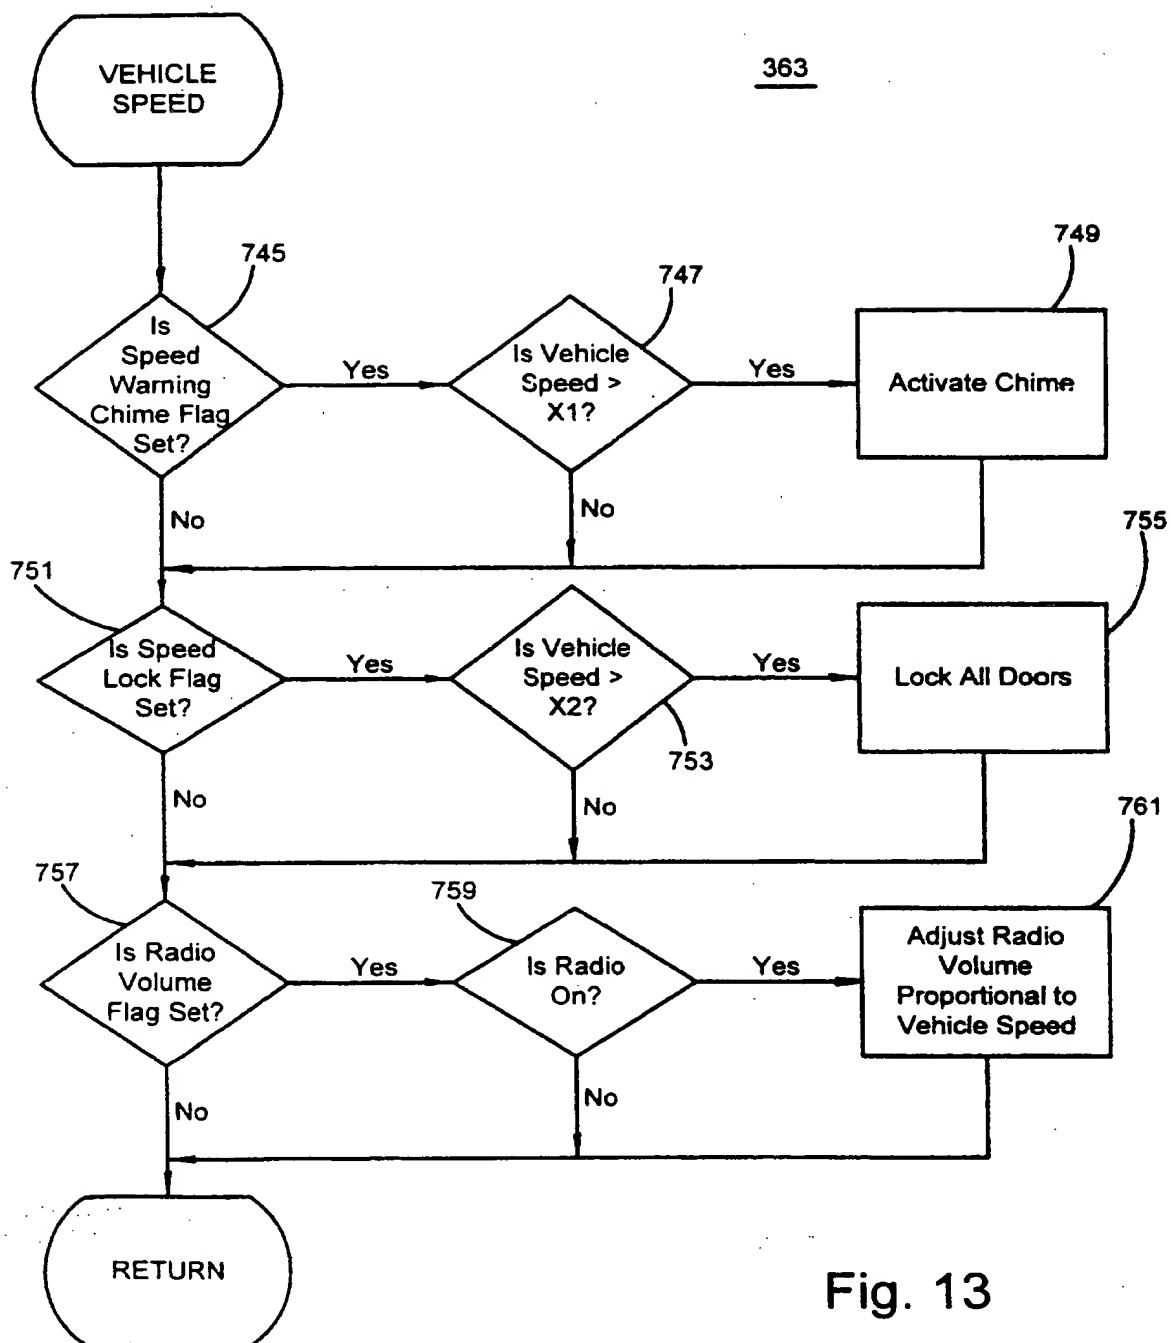 VEHICLE
SPEED
363
745
747
749
Is
Speed
Warning
Chime Flag
Set?
Yes
Is Vehicle
Speed >
X1?
Yes
Activate Chime
No
No
751
755
Is Speed
Lock Flag
Set?
Yes
Is Vehicle
Speed >
X2?
Yes
Lock All Doors
753
No
No
757
759
761
Is Radio
Volume
Flag Set?
Yes
Is Radio
On?
Yes
Adjust Radio
Volume
Proportional to
Vehicle Speed
No
No
RETURN
Fig. 13